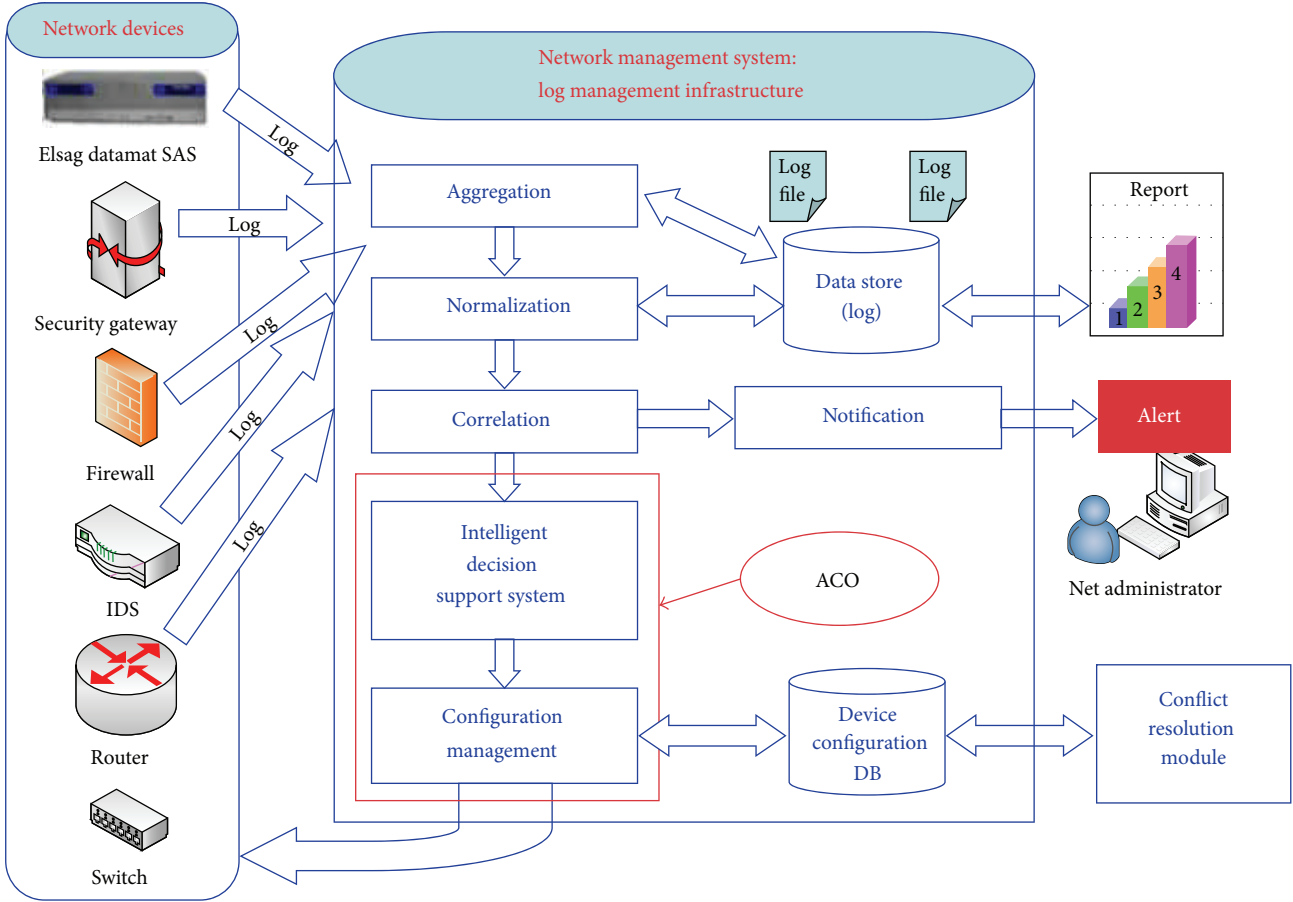 Network devices
Elsag datamat SAS
Security gateway
Firewall
IDS
Router
Switch
Log
Log
Log
Log
Log
Network management system:
log management infrastructure
Aggregation
Normalization
Correlation
Intelligent
decision
support system
Configuration
management
Log
file
Log
file
Data store
(log)
Notification
ACO
Device
configuration
DB
Report
1
2
3
4
Alert
Net administrator
Conflict
resolution
module